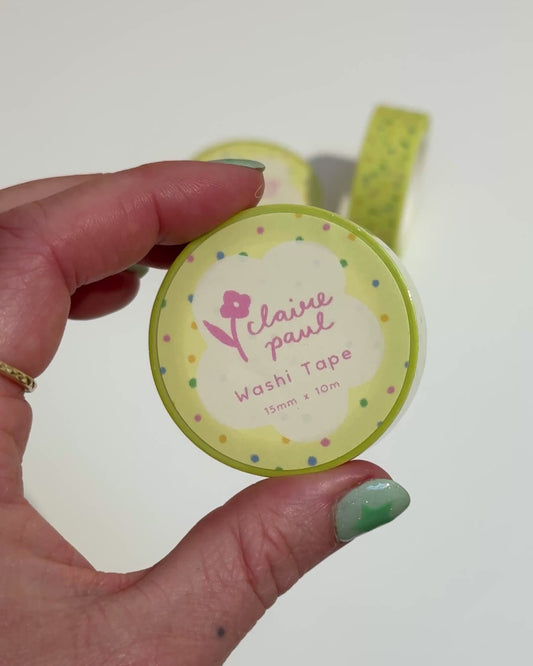 claire
paul
Washi Tape
15mm x 10m